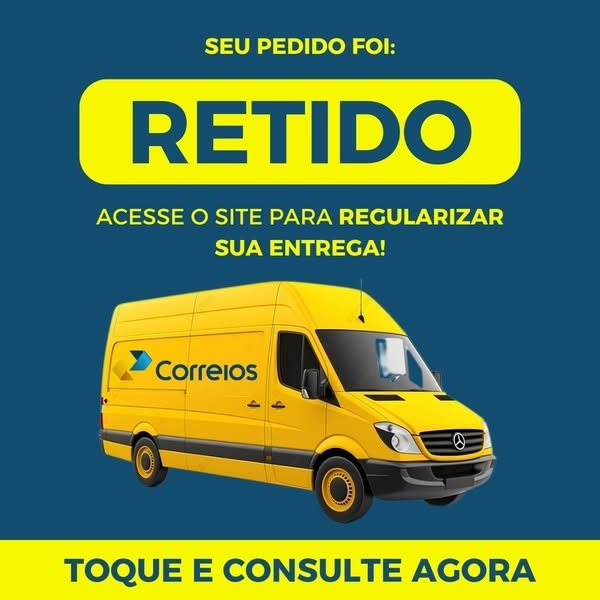 SEU PEDIDO FOI:
RETIDO
ACESSE O SITE PARA REGULARIZAR
SUA ENTREGA!
Correios
TOQUE E CONSULTE AGORA